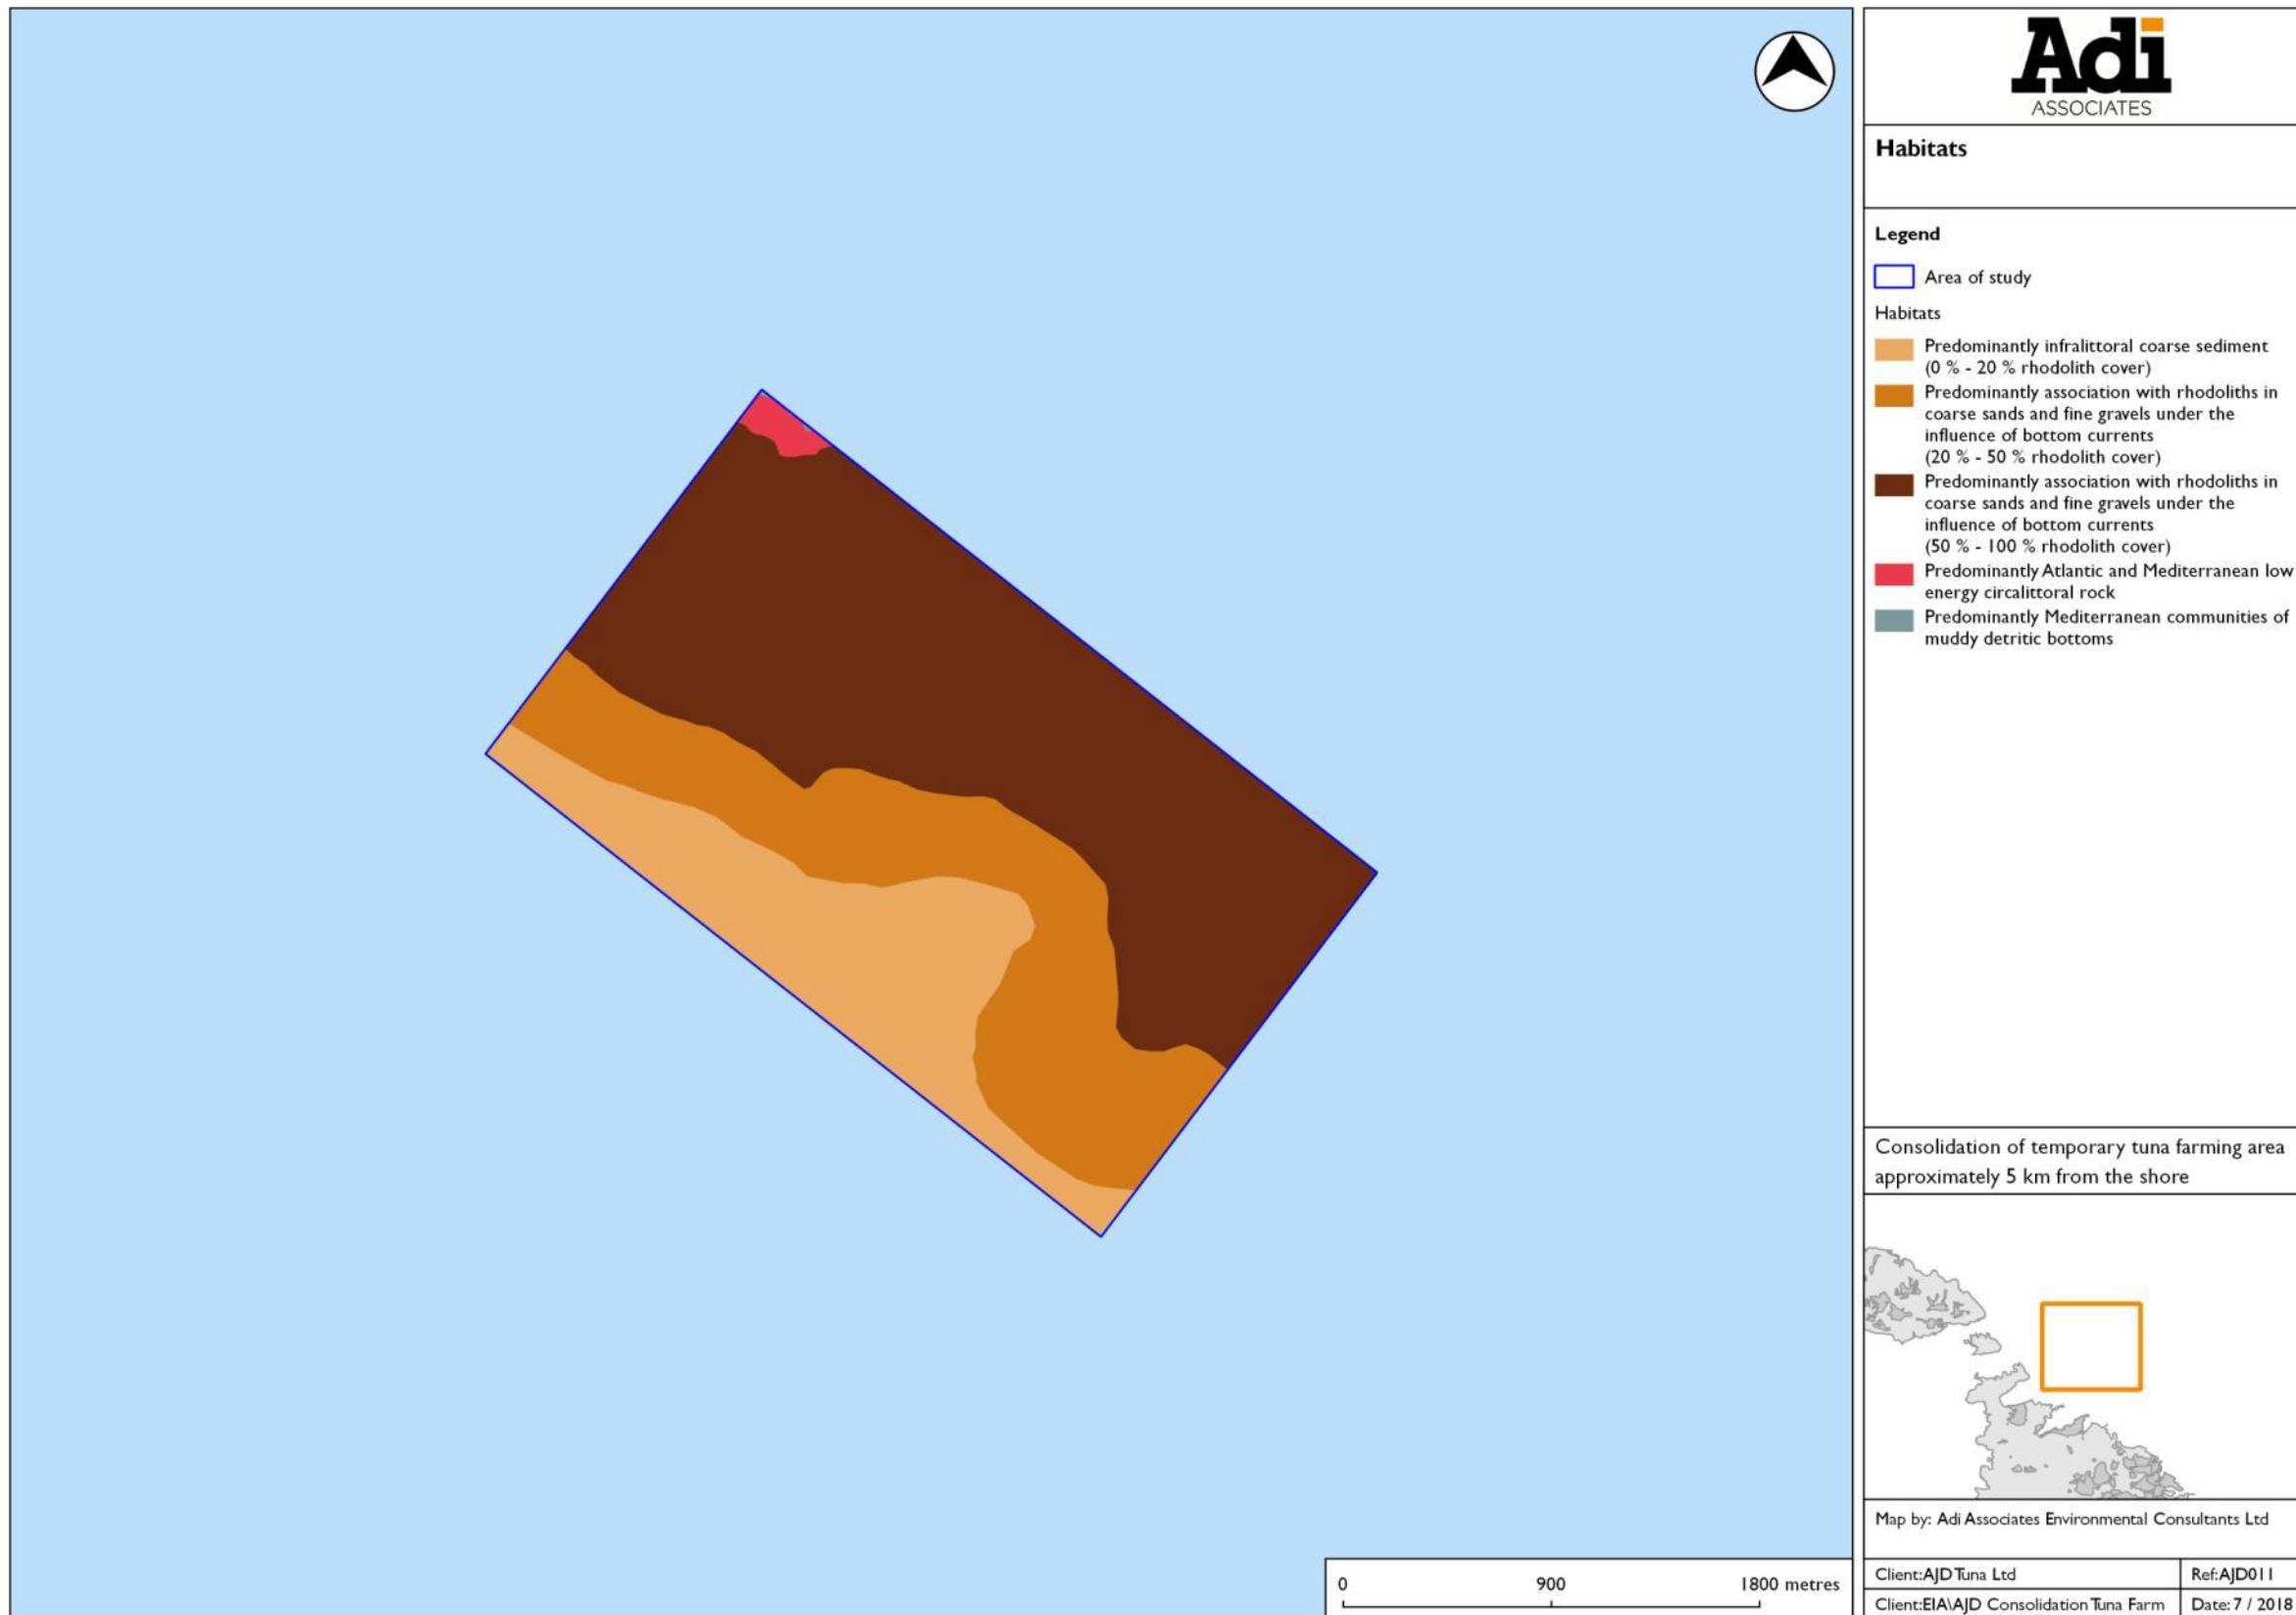 Adi
ASSOCIATES
Habitats
Legend
Area of study
Habitats
Predominantly infralittoral coarse sediment
(0 % - 20 % rhodolith cover)
Predominantly association with rhodoliths in
coarse sands and fine gravels under the
influence of bottom currents
(20 % - 50 % rhodolith cover)
Predominantly association with rhodoliths in
coarse sands and fine gravels under the
influence of bottom currents
(50 % - 100 % rhodolith cover)
Predominantly Atlantic and Mediterranean low
energy circalittoral rock
Predominantly Mediterranean communities of
muddy detritic bottoms
Consolidation of temporary tuna farming area
approximately 5 km from the shore
Map by: Adi Associates Environmental Consultants Ltd
Client:AJD Tuna Ltd Ref:AJD011
Client:EIA\AJD Consolidation Tuna Farm Date: 7 / 2018
0 900 1800 metres